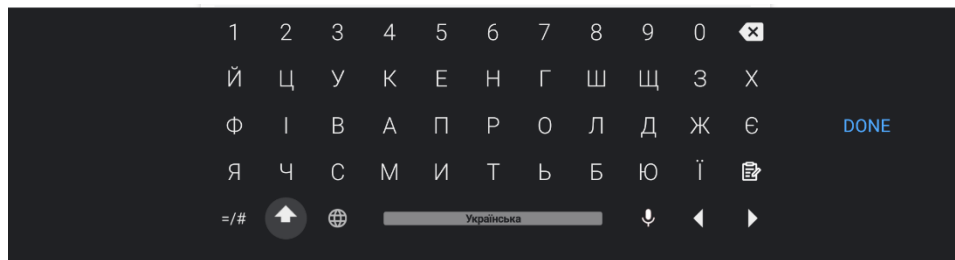 1 2 3 4 5 6 7 8 9 0
Й Ц У К Е Н Г Ш Щ З Х
Ф І В А П Р О Л Д Ж Є DONE
Я Ч С М И Т Ь Б Ю Ї
=/# Українська